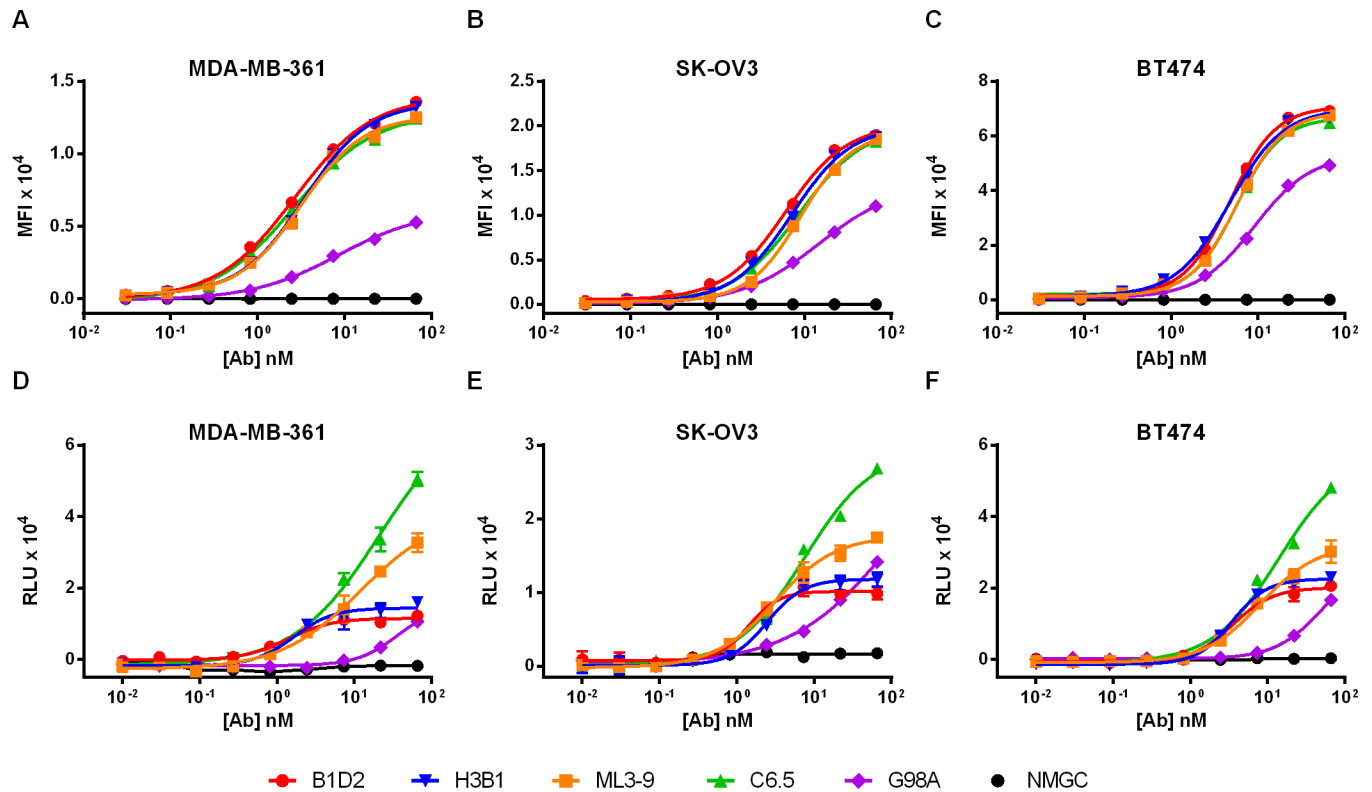 A
B
C
MDA-MB-361
SK-OV3
BT474
MFI x 10⁴
1.5
1.0
0.5
0.0
10⁻² 10⁻¹ 10⁰ 10¹ 10²
[Ab] nM
MFI x 10⁴
2.5
2.0
1.5
1.0
0.5
0.0
10⁻² 10⁻¹ 10⁰ 10¹ 10²
[Ab] nM
MFI x 10⁴
8
6
4
2
0
10⁻² 10⁻¹ 10⁰ 10¹ 10²
[Ab] nM
D
E
F
MDA-MB-361
SK-OV3
BT474
RLU x 10⁴
6
4
2
0
10⁻² 10⁻¹ 10⁰ 10¹ 10²
[Ab] nM
RLU x 10⁴
3
2
1
0
10⁻² 10⁻¹ 10⁰ 10¹ 10²
[Ab] nM
RLU x 10⁴
6
4
2
0
10⁻² 10⁻¹ 10⁰ 10¹ 10²
[Ab] nM
B1D2 H3B1 ML3-9 C6.5 G98A NMGC